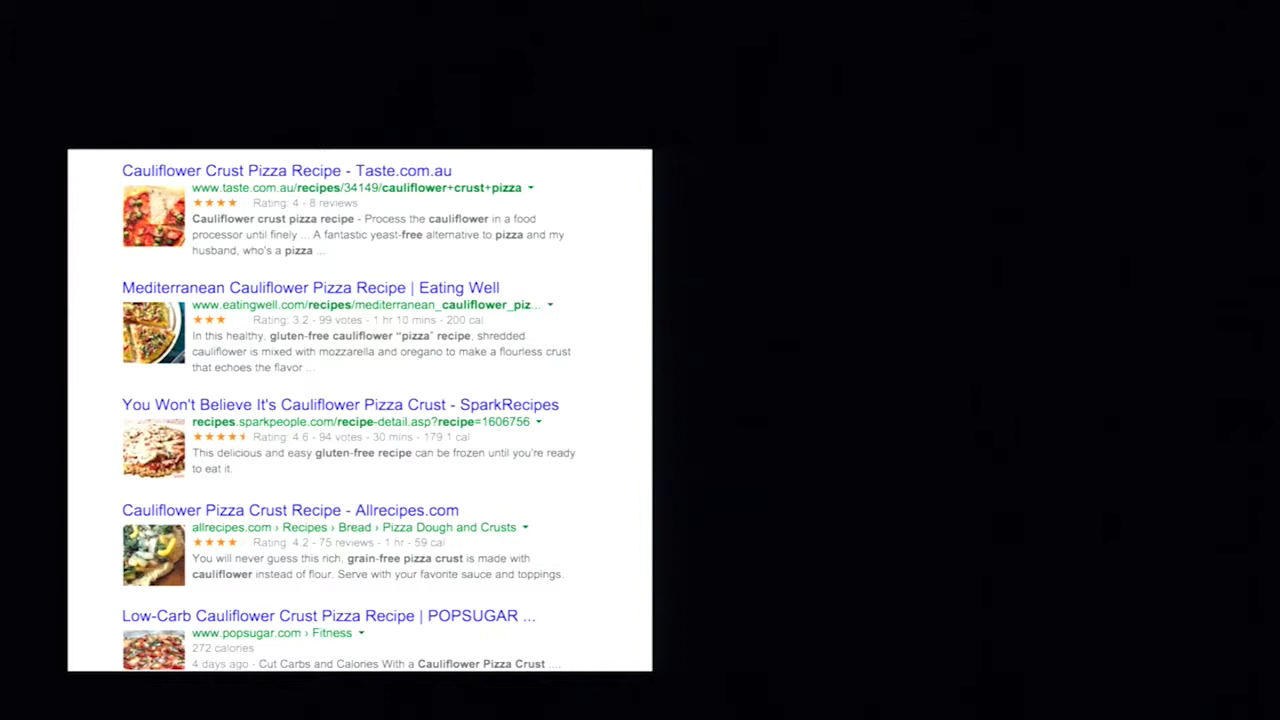 Cauliflower Crust Pizza Recipe - Taste.com.au
www.taste.com.au/recipes/34149/cauliflower+crust+pizza
Rating: 4 - 8 reviews
Cauliflower crust pizza recipe - Process the cauliflower in a food
processor until finely ... A fantastic yeast-free alternative to pizza and my
husband, who's a pizza ...
Mediterranean Cauliflower Pizza Recipe | Eating Well
www.eatingwell.com/recipes/mediterranean_cauliflower_piz...
Rating: 3.2 - 99 votes - 1 hr 10 mins - 200 cal
In this healthy, gluten-free cauliflower “pizza” recipe, shredded
cauliflower is mixed with mozzarella and oregano to make a flourless crust
that echoes the flavor ...
You Won't Believe It's Cauliflower Pizza Crust - SparkRecipes
recipes.sparkpeople.com/recipe-detail.asp?recipe=1606756
Rating: 4.6 - 94 votes - 30 mins - 179 1 cal
This delicious and easy gluten-free recipe can be frozen until you're ready
to eat it.
Cauliflower Pizza Crust Recipe - Allrecipes.com
allrecipes.com › Recipes › Bread › Pizza Dough and Crusts
Rating: 4.2 - 75 reviews - 1 hr - 59 cal
You will never guess this rich, grain-free pizza crust is made with
cauliflower instead of flour. Serve with your favorite sauce and toppings.
Low-Carb Cauliflower Crust Pizza Recipe | POPSUGAR ...
www.popsugar.com › Fitness
272 calories
4 days ago - Cut Carbs and Calories With a Cauliflower Pizza Crust ....